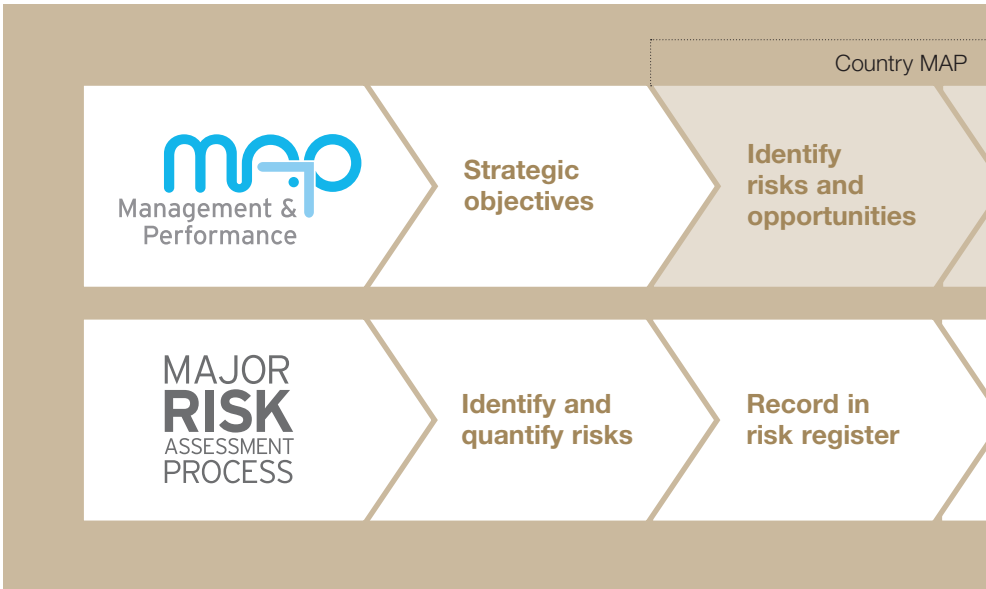 Country MAP
map
Management &
Performance
Strategic
objectives
Identify
risks and
opportunities
MAJOR
RISK
ASSESSMENT
PROCESS
Identify and
quantify risks
Record in
risk register